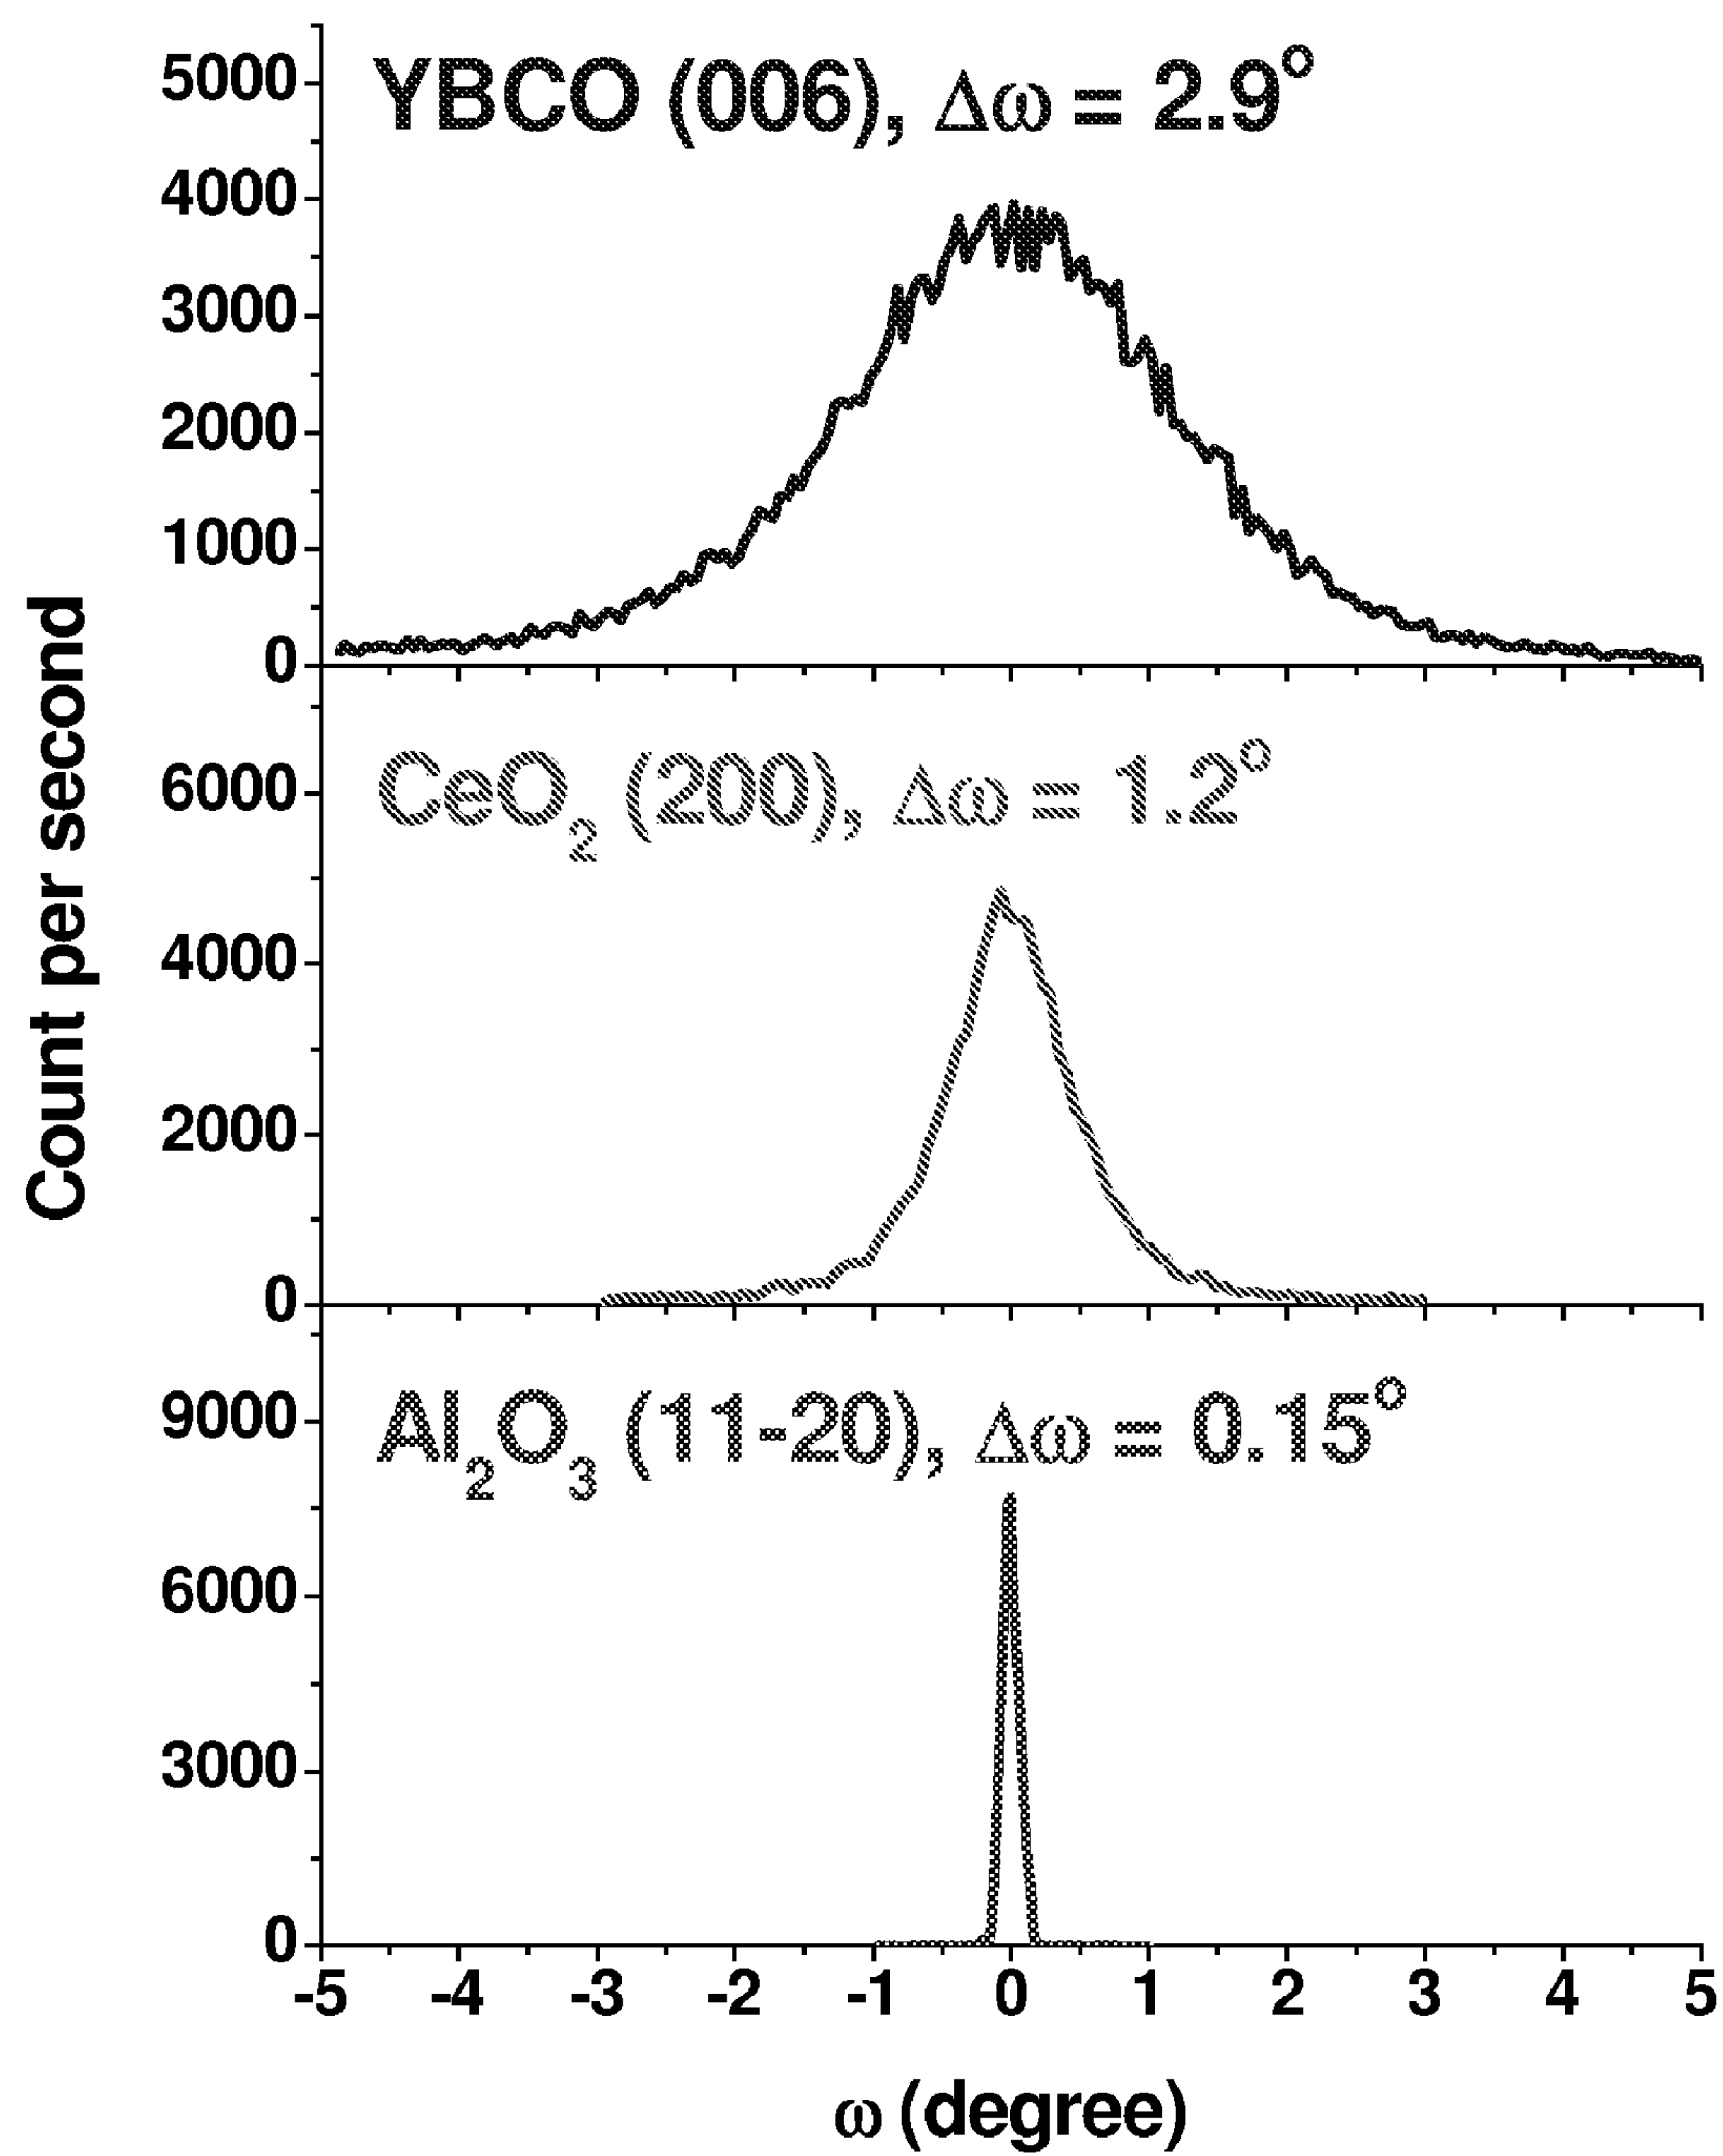 YBCO (006), Δω = 2.9°
5000
4000
3000
2000
1000
0
Count per second
CeO₂ (200), Δω = 1.2°
6000
4000
2000
0
Al₂O₃ (11-20), Δω = 0.15°
9000
6000
3000
0
-5 -4 -3 -2 -1 0 1 2 3 4 5
ω (degree)